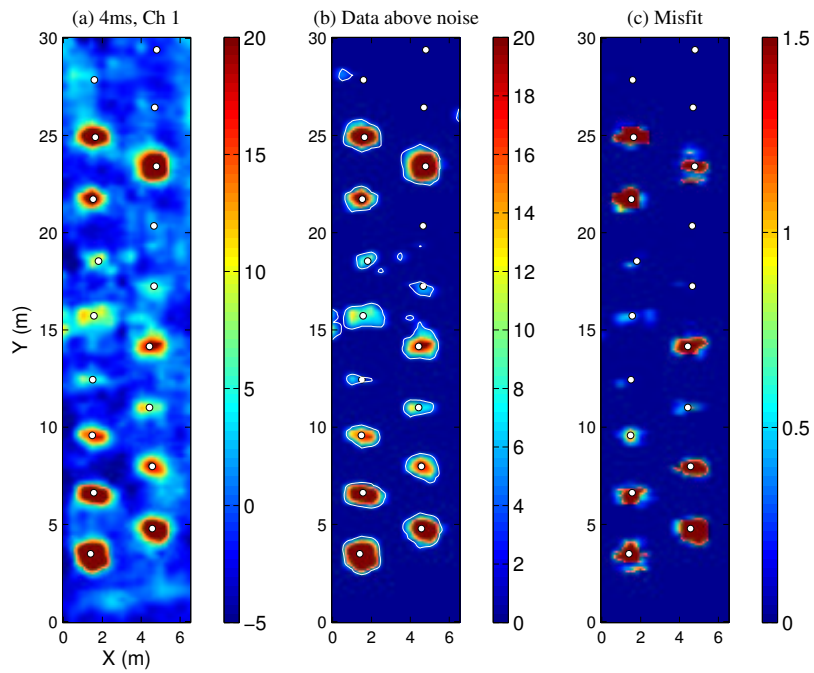 (a) 4ms, Ch 1 (b) Data above noise (c) Misfit
30 20 30 20 30 1.5
18
25 15 25 16 25
14
20 20 20 1
10 12
Y (m) 15 15 10 15
5 8
10 10 6 10 0.5
0 4
5 5 5
2
0 −5 0 0 0 0
0 2 4 6 0 2 4 6 0 2 4 6
X (m)